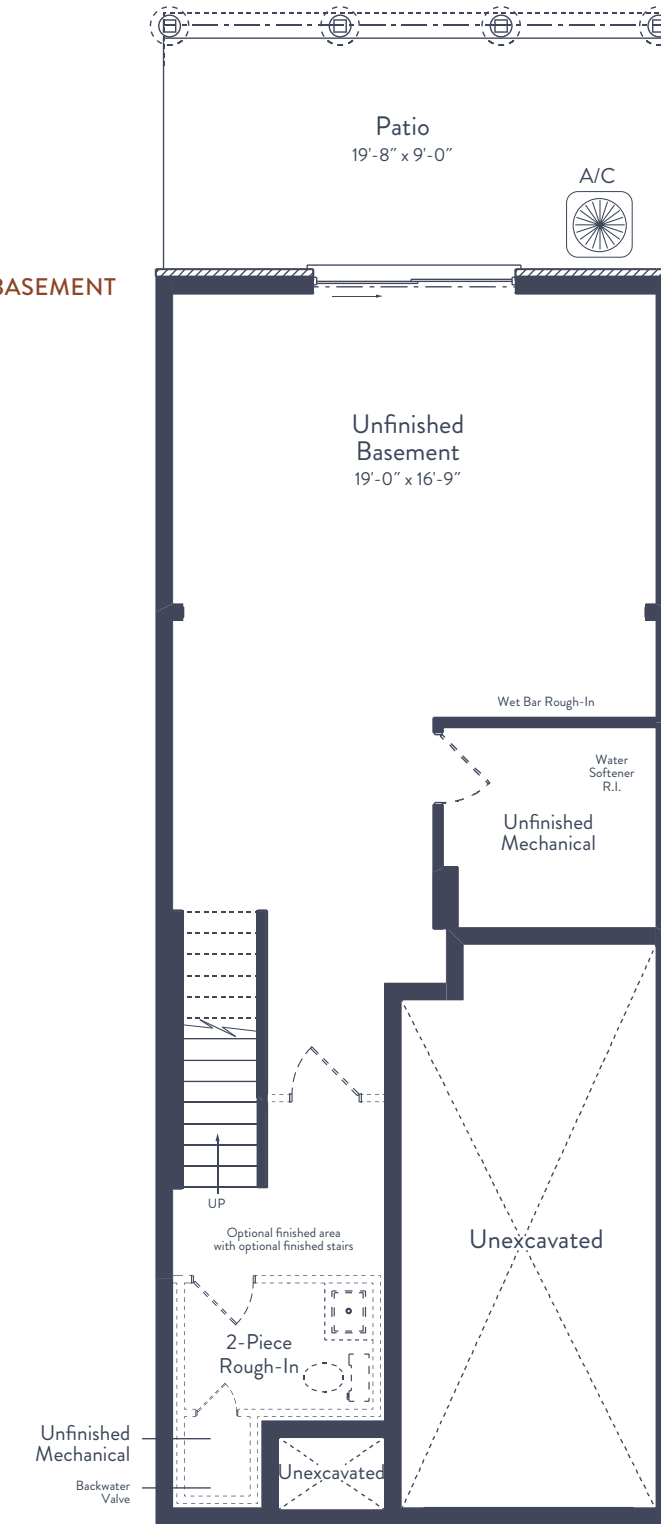 Patio
19'-8″ x 9'-0″
A/C
BASEMENT
Unfinished
Basement
19'-0″ x 16'-9″
Wet Bar Rough-In
Water
Softener
R.I.
Unfinished
Mechanical
UP
Optional finished area
with optional finished stairs
Unexcavated
2-Piece
Rough-In
Unfinished
Mechanical
Unexcavated
Backwater
Valve